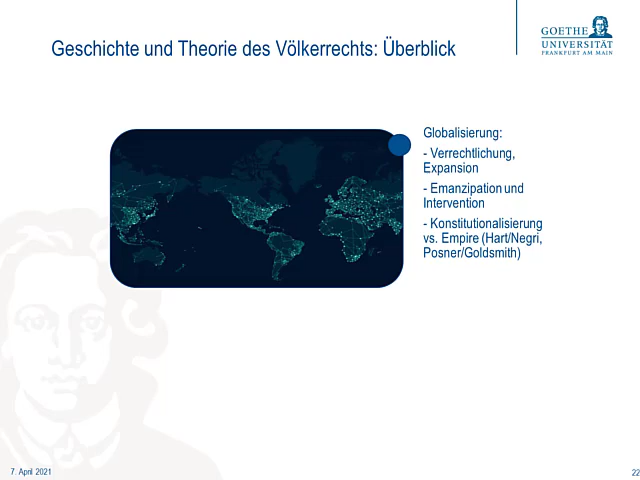 Geschichte und Theorie des Völkerrechts: Überblick
GOETHE
UNIVERSITÄT
FRANKFURT AM MAIN
Globalisierung:
- Verrechtlichung,
Expansion
- Emanzipation und
Intervention
- Konstitutionalisierung
vs. Empire (Hart/Negri,
Posner/Goldsmith)
7. April 2021
22